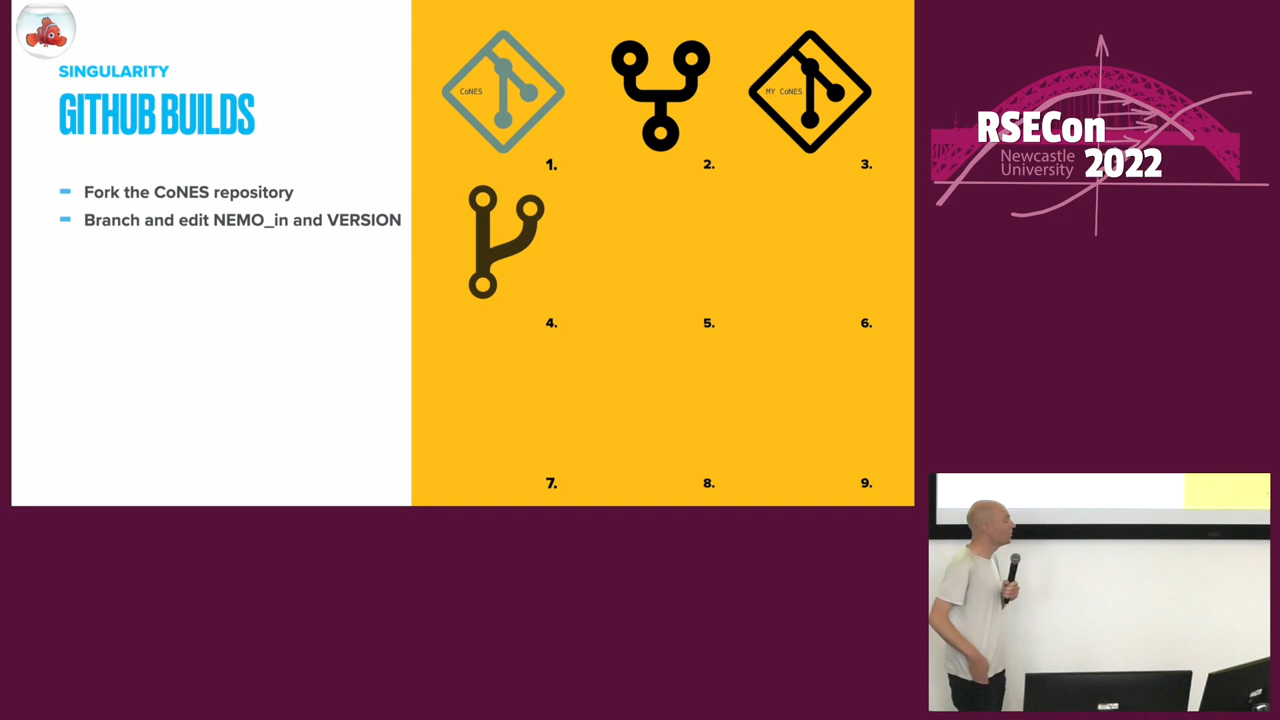 SINGULARITY
GITHUB BUILDS
- Fork the CoNES repository
- Branch and edit NEMO_in and VERSION
CoNES
MY CoNES
1.
2.
3.
4.
5.
6.
7.
8.
9.
RSECon
Newcastle
University
2022